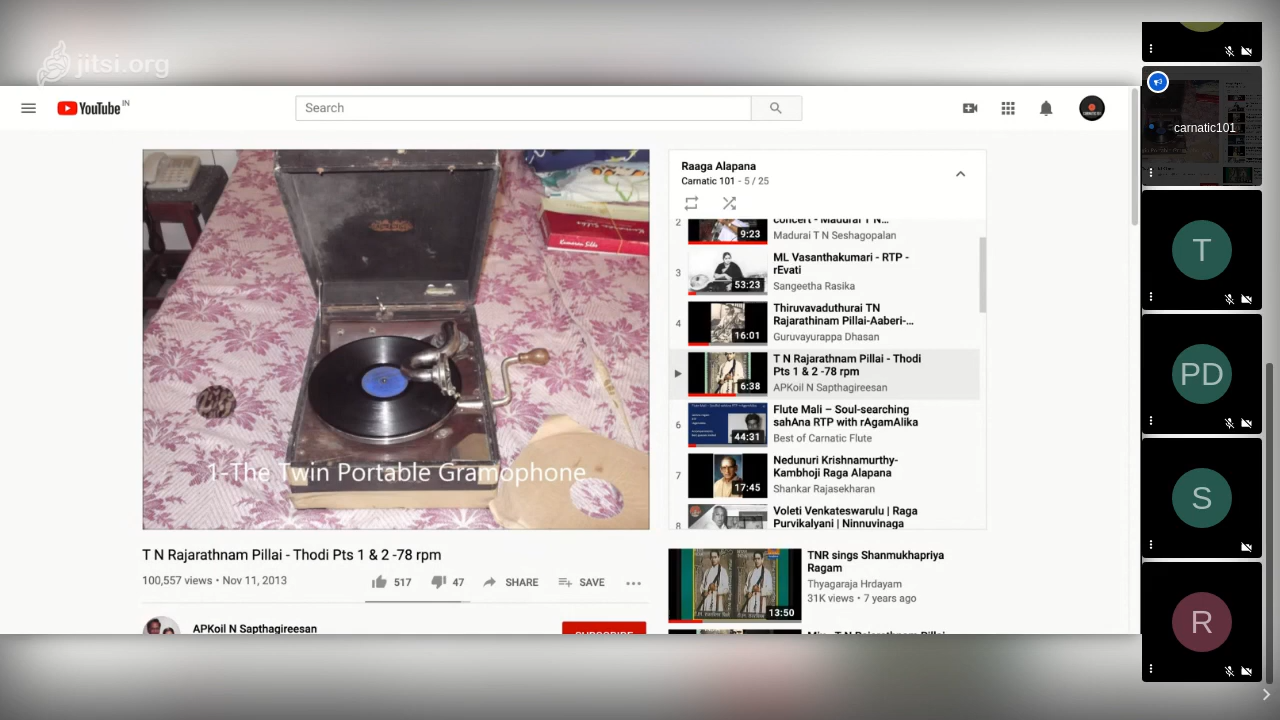 jitsi.org
YouTube IN
Search
1-The Twin Portable Gramophone
T N Rajarathnam Pillai - Thodi Pts 1 & 2 -78 rpm
100,557 views • Nov 11, 2013
517
47
SHARE
SAVE
APKoil N Sapthagireesan
SUBSCRIBE
Raaga Alapana
Carnatic 101 - 5 / 25
2
9:23
concert - Madurai T N...
Madurai T N Seshagopalan
3
53:23
ML Vasanthakumari - RTP -
rEvati
Sangeetha Rasika
4
16:01
Thiruvavaduthurai TN
Rajarathinam Pillai-Aaberi-...
Guruvayurappa Dhasan
6:38
T N Rajarathnam Pillai - Thodi
Pts 1 & 2 -78 rpm
APKoil N Sapthagireesan
6
44:31
Flute Mali – Soul-searching
sahAna RTP with rAgamAlika
Best of Carnatic Flute
7
17:45
Nedunuri Krishnamurthy-
Kambhoji Raga Alapana
Shankar Rajasekharan
8
Voleti Venkateswarulu | Raga
Purvikalyani | Ninnuvinaga
13:50
TNR sings Shanmukhapriya
Ragam
Thyagaraja Hrdayam
31K views • 7 years ago
carnatic101
T
PD
S
R